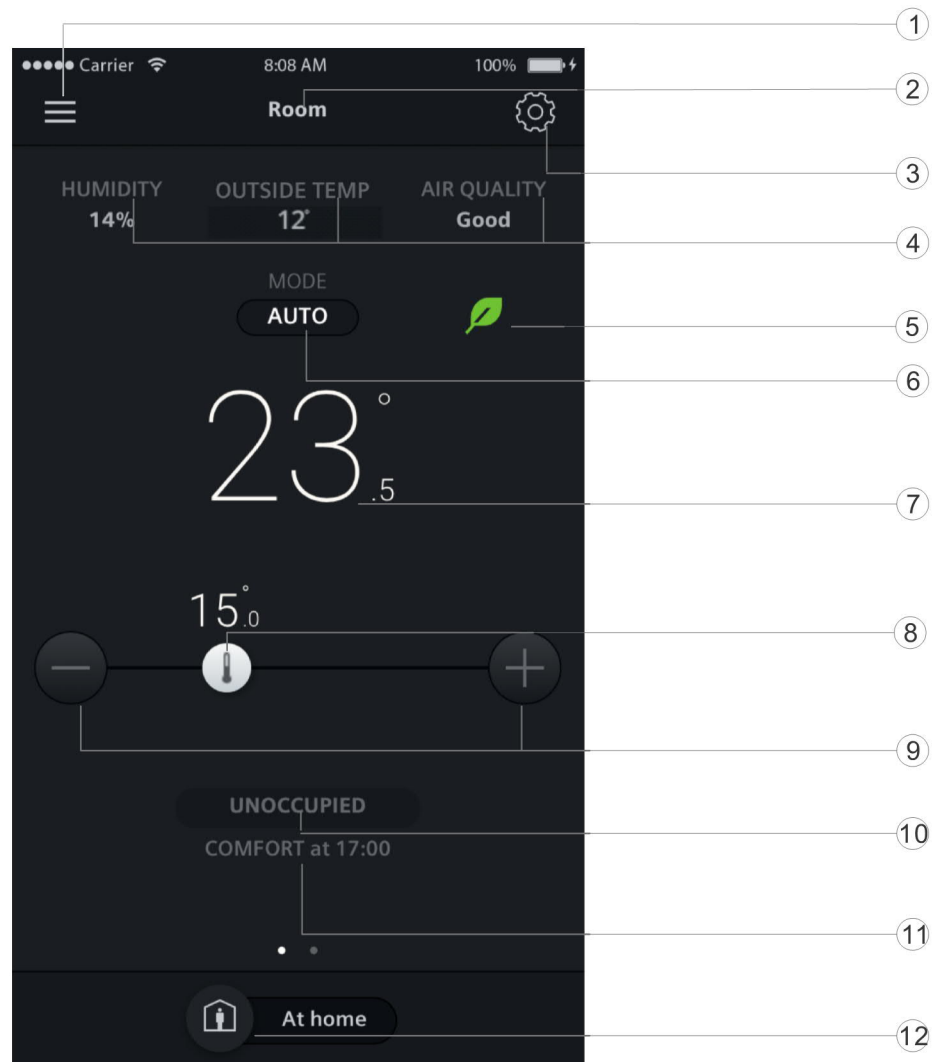 1
Carrier 8:08 AM 100%
2
Room
3
HUMIDITY OUTSIDE TEMP AIR QUALITY
14% 12° Good
4
MODE
AUTO
5
6
23.5°
7
15.0°
8
9
UNOCCUPIED
10
COMFORT at 17:00
11
At home
12